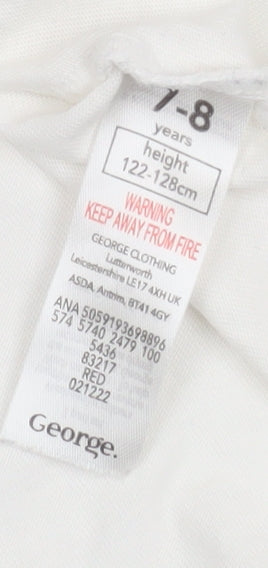 7-8
years
height
122-128cm
WARNING
KEEP AWAY FROM FIRE
GEORGE CLOTHING
Lutterworth
Leicestershire LE17 4XH UK
ASDA Antrim, BT41 4GY
ANA 5059193698896
574 5740 2479 100
5436
83217
RED
021222
George.